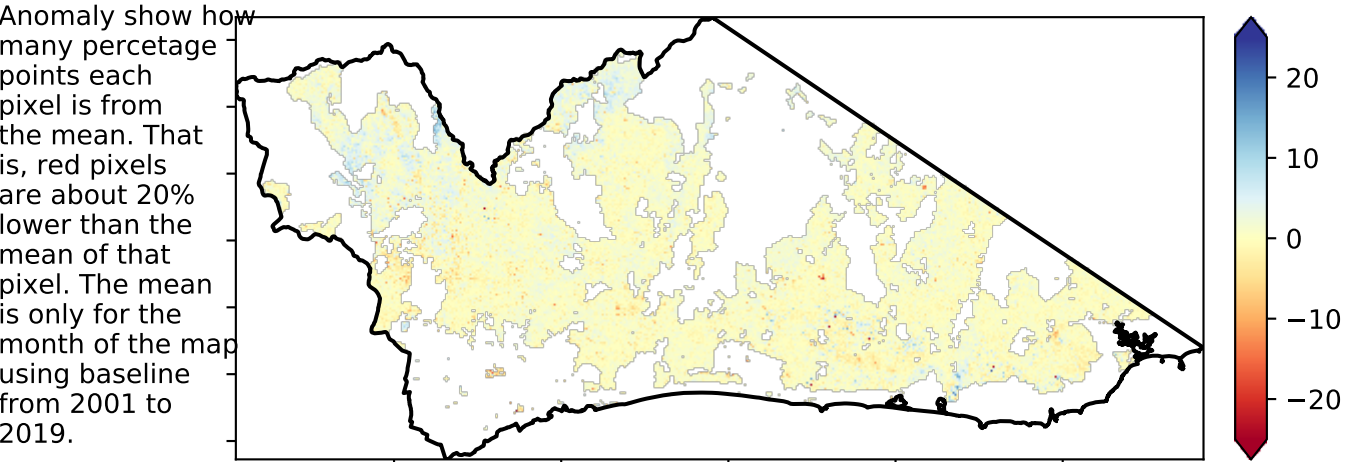 Anomaly show how
many percetage
points each
pixel is from
the mean. That
is, red pixels
are about 20%
lower than the
mean of that
pixel. The mean
is only for the
month of the map
using baseline
from 2001 to
2019.
20
10
0
−10
−20